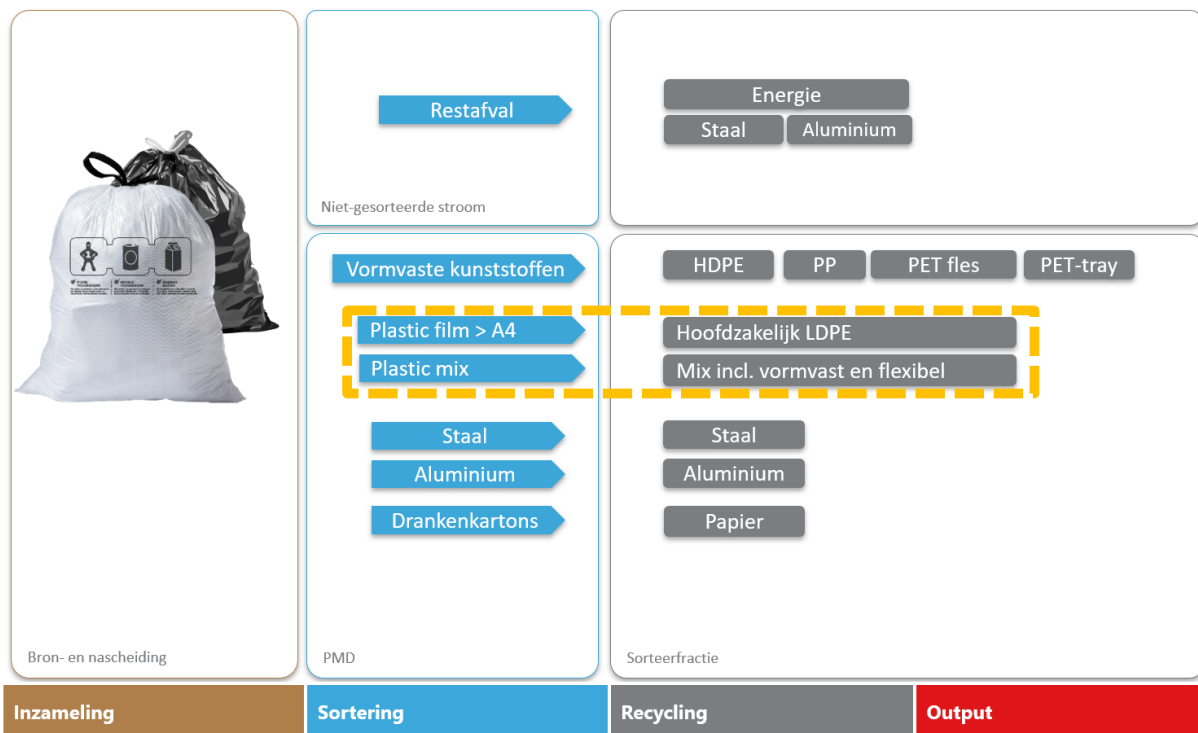 Restafval
Niet-gesorteerde stroom
Energie
Staal
Aluminium
Vormvaste kunststoffen
HDPE
PP
PET fles
PET-tray
Plastic film > A4
Hoofdzakelijk LDPE
Plastic mix
Mix incl. vormvast en flexibel
Staal
Staal
Aluminium
Aluminium
Drankenkartons
Papier
Bron- en nascheiding
PMD
Sorteerfractie
Inzameling
Sortering
Recycling
Output